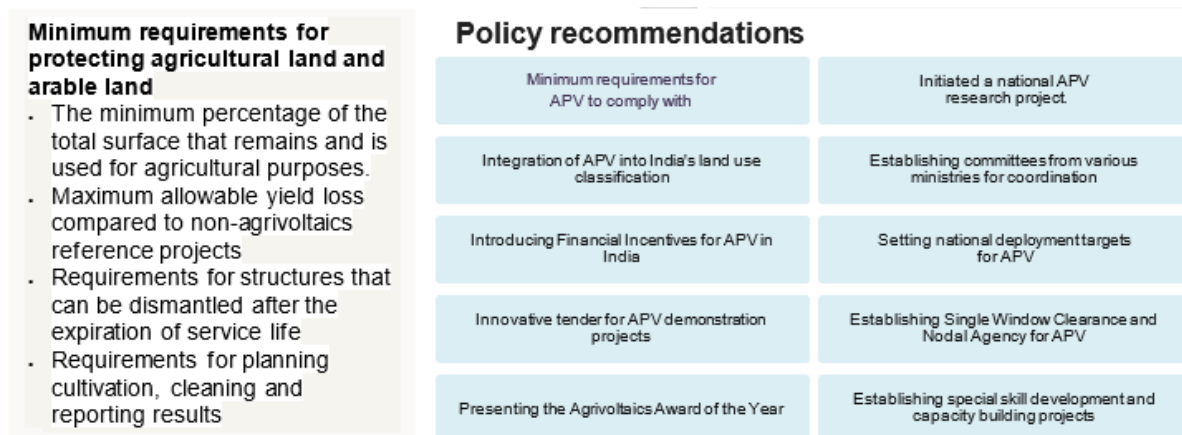 Minimum requirements for
protecting agricultural land and
arable land
. The minimum percentage of the
total surface that remains and is
used for agricultural purposes.
. Maximum allowable yield loss
compared to non-agrivoltaics
reference projects
. Requirements for structures that
can be dismantled after the
expiration of service life
. Requirements for planning
cultivation, cleaning and
reporting results
Policy recommendations
Minimum requirements for
APV to comply with
Initiated a national APV
research project.
Integration of APV into India's land use
classification
Establishing committees from various
ministries for coordination
Introducing Financial Incentives for APV in
India
Setting national deployment targets
for APV
Innovative tender for APV demonstration
projects
Establishing Single Window Clearance and
Nodal Agency for APV
Presenting the Agrivoltaics Award of the Year
Establishing special skill development and
capacity building projects